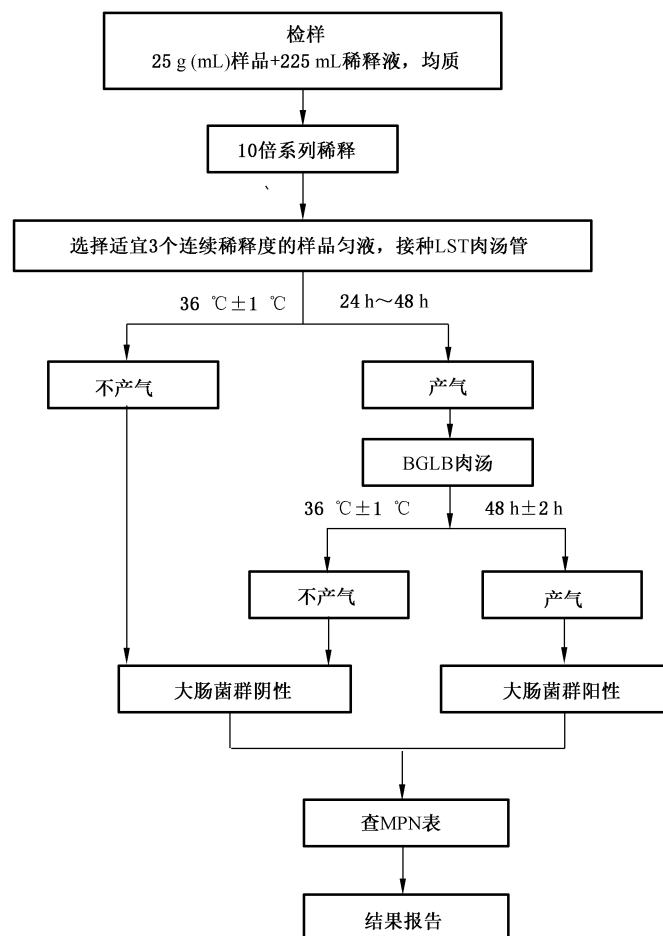 检样
25 g (mL)样品+225 mL稀释液，均质
10倍系列稀释
、
选择适宜3个连续稀释度的样品匀液，接种LST肉汤管
36 ℃±1 ℃ 24 h～48 h
不产气 产气
BGLB肉汤
36 ℃±1 ℃ 48 h±2 h
不产气 产气
大肠菌群阴性 大肠菌群阳性
查MPN表
结果报告